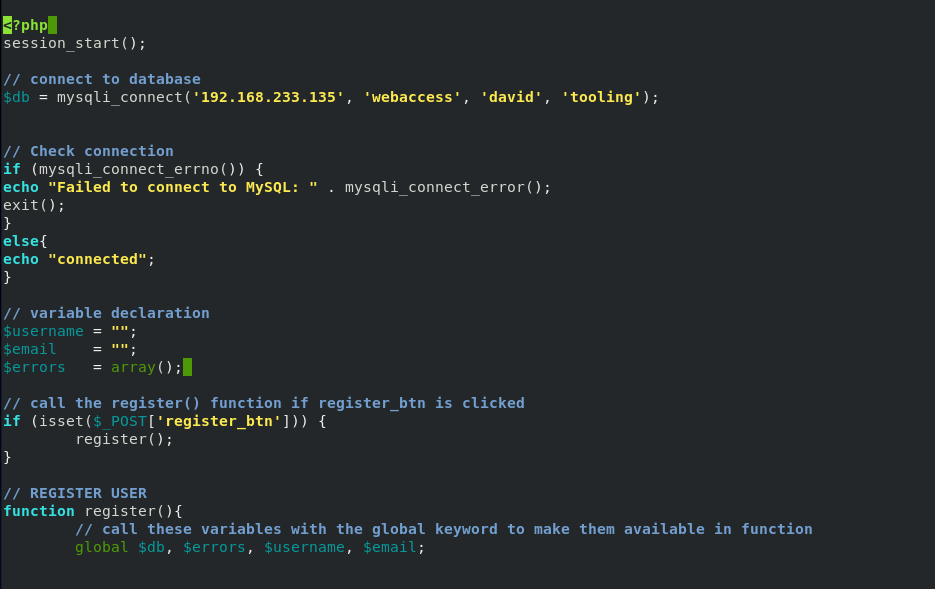 <?php
session_start();

// connect to database
$db = mysqli_connect('192.168.233.135', 'webaccess', 'david', 'tooling');


// Check connection
if (mysqli_connect_errno()) {
echo "Failed to connect to MySQL: " . mysqli_connect_error();
exit();
}
else{
echo "connected";
}

// variable declaration
$username = "";
$email    = "";
$errors   = array();

// call the register() function if register_btn is clicked
if (isset($_POST['register_btn'])) {
        register();
}

// REGISTER USER
function register(){
        // call these variables with the global keyword to make them available in function
        global $db, $errors, $username, $email;